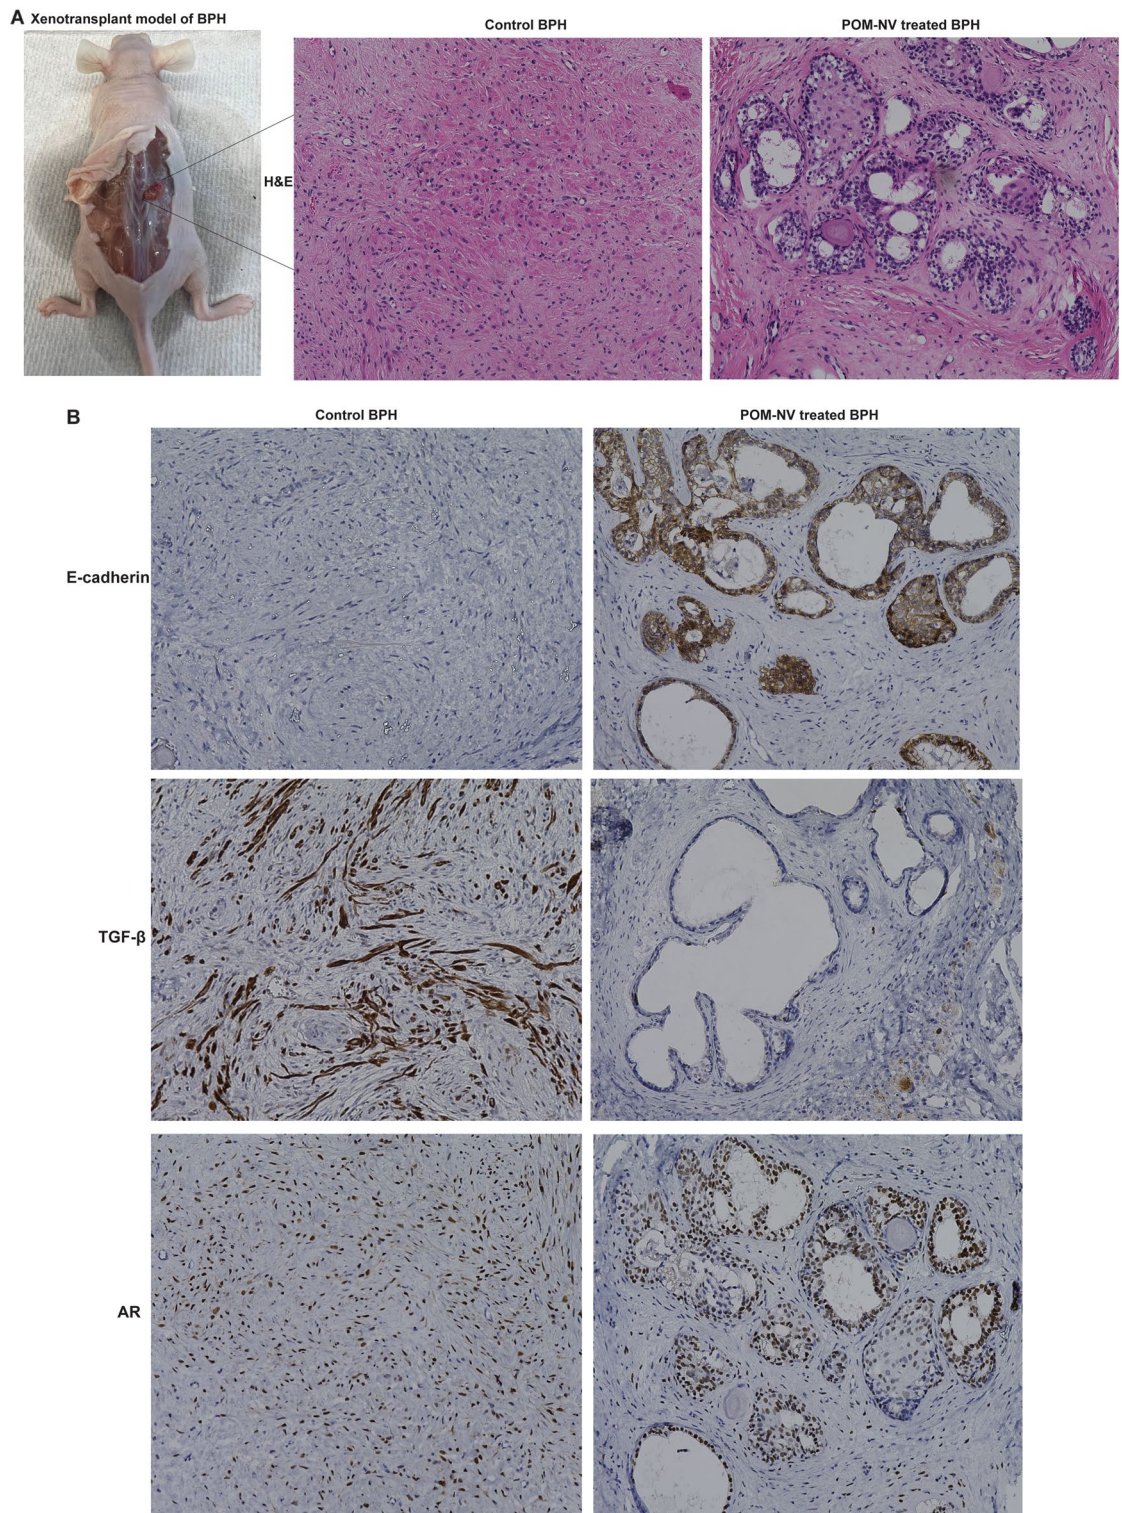 A Xenotransplant model of BPH
Control BPH
POM-NV treated BPH
H&E
B
Control BPH
POM-NV treated BPH
E-cadherin
TGF-β
AR